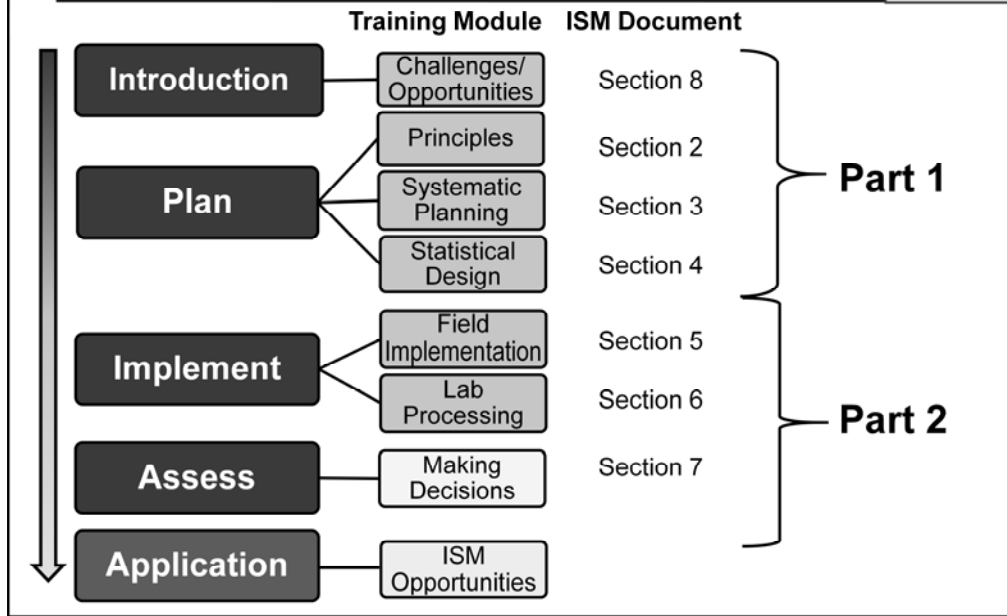 Training Module ISM Document
Introduction
Challenges/
Opportunities
Section 8
Plan
Principles
Section 2
Systematic
Planning
Section 3
Statistical
Design
Section 4
Part 1
Implement
Field
Implementation
Section 5
Lab
Processing
Section 6
Assess
Making
Decisions
Section 7
Part 2
Application
ISM
Opportunities